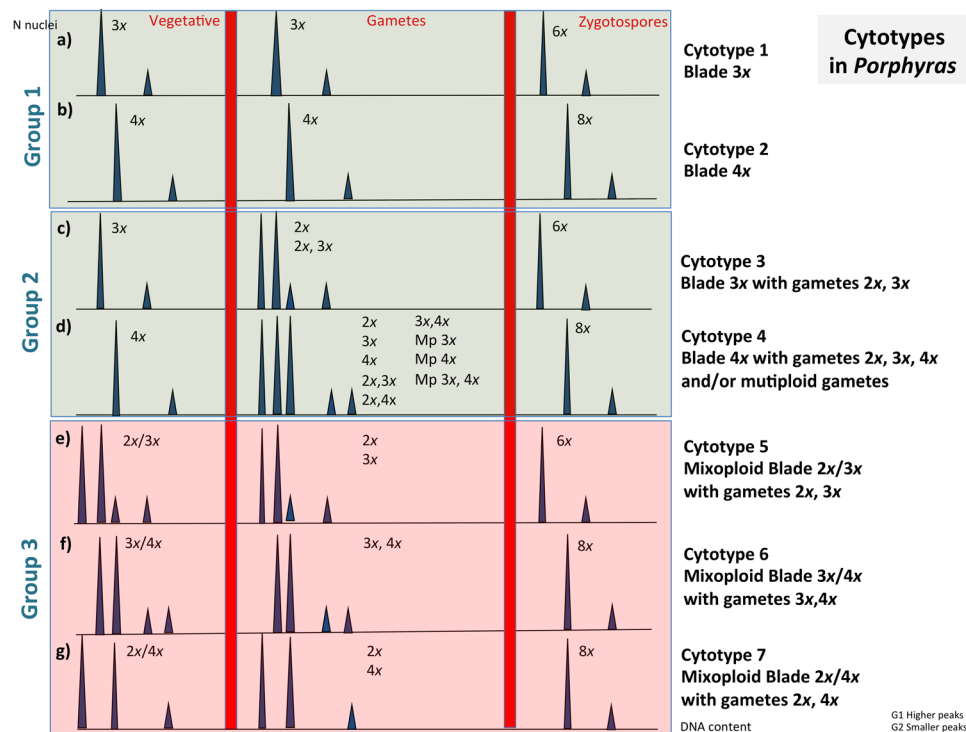 N nuclei
Vegetative
Gametes
Zygotospores
Cytotypes
in Porphyras
Group 1
a)
3x
3x
6x
Cytotype 1
Blade 3x
b)
4x
4x
8x
Cytotype 2
Blade 4x
Group 2
c)
3x
2x
2x, 3x
6x
Cytotype 3
Blade 3x with gametes 2x, 3x
d)
4x
2x 3x,4x
3x Mp 3x
4x Mp 4x
2x,3x Mp 3x, 4x
2x,4x
8x
Cytotype 4
Blade 4x with gametes 2x, 3x, 4x
and/or mutiploid gametes
Group 3
e)
2x/3x
2x
3x
6x
Cytotype 5
Mixoploid Blade 2x/3x
with gametes 2x, 3x
f)
3x/4x
3x, 4x
8x
Cytotype 6
Mixoploid Blade 3x/4x
with gametes 3x,4x
g)
2x/4x
2x
4x
8x
Cytotype 7
Mixoploid Blade 2x/4x
with gametes 2x, 4x
DNA content
G1 Higher peaks
G2 Smaller peaks